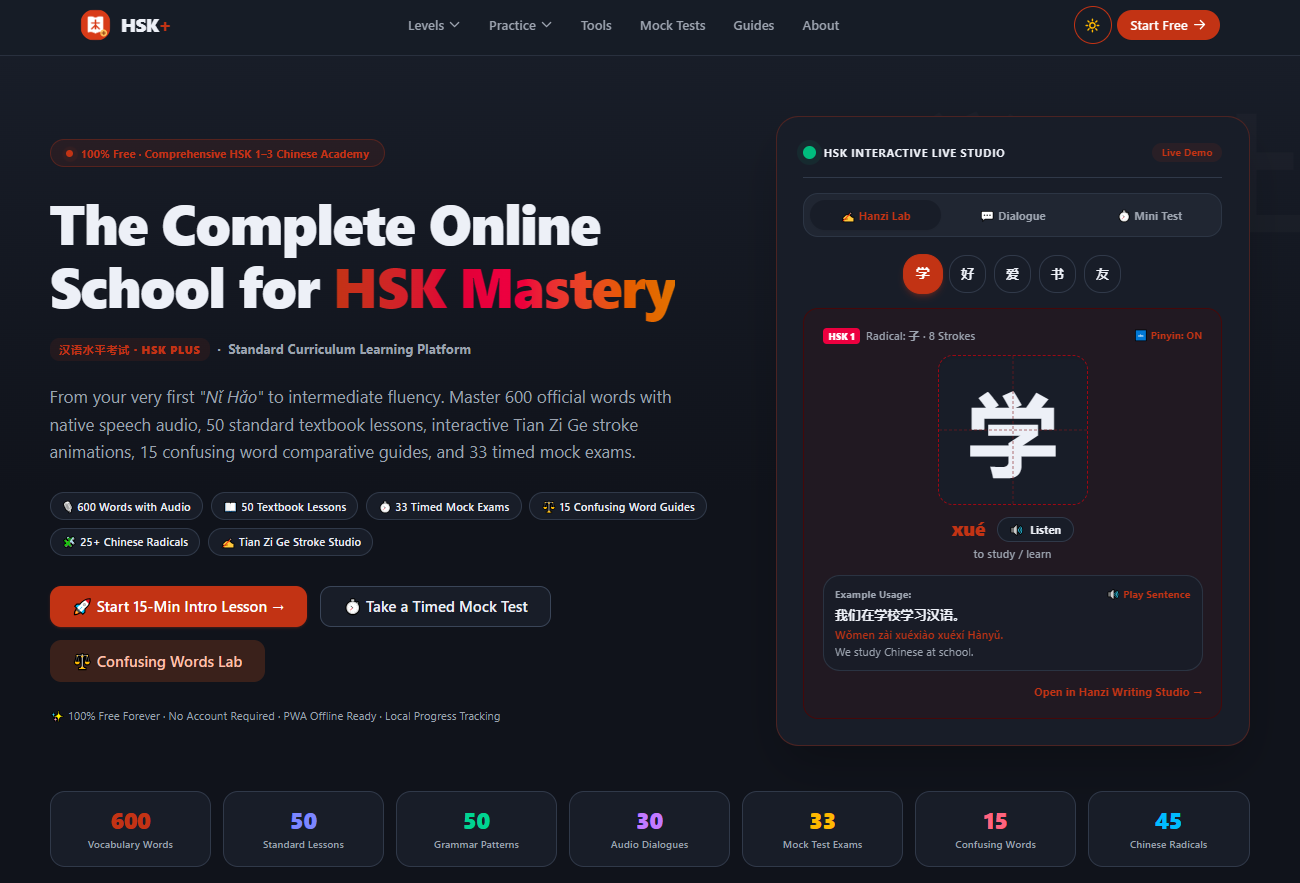 HSK+
Levels Practice Tools Mock Tests Guides About
Start Free →
100% Free · Comprehensive HSK 1–3 Chinese Academy
The Complete Online
School for HSK Mastery
汉语水平考试 · HSK PLUS · Standard Curriculum Learning Platform
From your very first "Nǐ Hǎo" to intermediate fluency. Master 600 official words with
native speech audio, 50 standard textbook lessons, interactive Tian Zi Ge stroke
animations, 15 confusing word comparative guides, and 33 timed mock exams.
600 Words with Audio 50 Textbook Lessons 33 Timed Mock Exams 15 Confusing Word Guides
25+ Chinese Radicals Tian Zi Ge Stroke Studio
🚀 Start 15-Min Intro Lesson → ⏱ Take a Timed Mock Test
⚖ Confusing Words Lab
✨ 100% Free Forever · No Account Required · PWA Offline Ready · Local Progress Tracking
HSK INTERACTIVE LIVE STUDIO Live Demo
✍ Hanzi Lab 💬 Dialogue ⏱ Mini Test
学 好 爱 书 友
HSK 1 Radical: 子 · 8 Strokes Pinyin: ON
学
xué Listen
to study / learn
Example Usage: Play Sentence
我们在学校学习汉语。
Wǒmen zài xuéxiào xuéxí Hànyǔ.
We study Chinese at school.
Open in Hanzi Writing Studio →
600 50 50 30 33 15 45
Vocabulary Words Standard Lessons Grammar Patterns Audio Dialogues Mock Test Exams Confusing Words Chinese Radicals